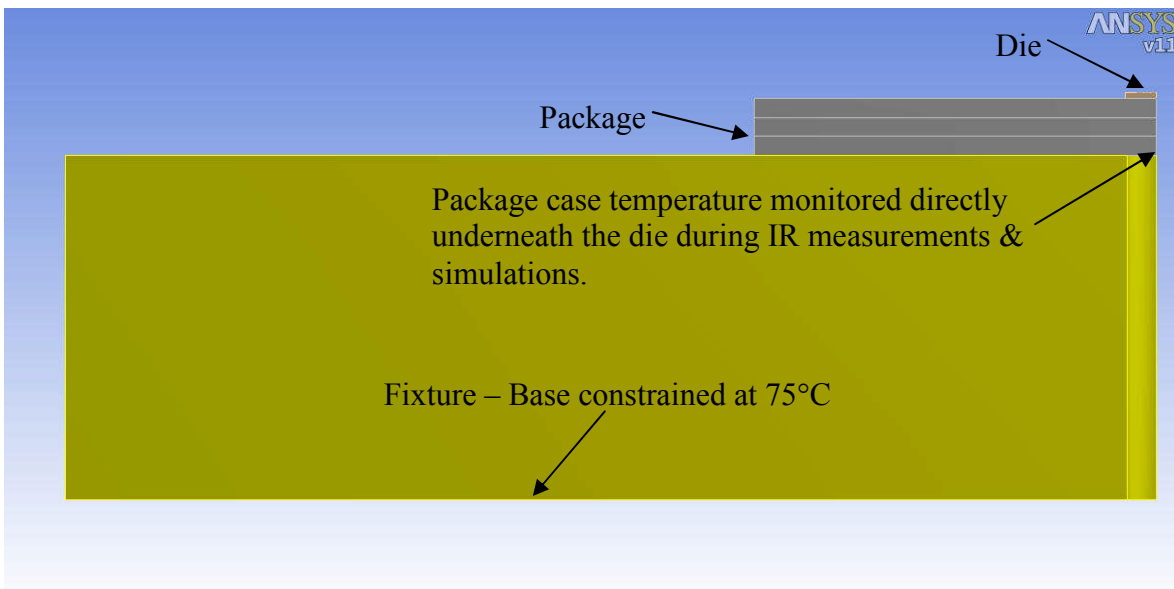 ANSYS
v11
Die
Package
Package case temperature monitored directly
underneath the die during IR measurements &
simulations.
Fixture – Base constrained at 75°C